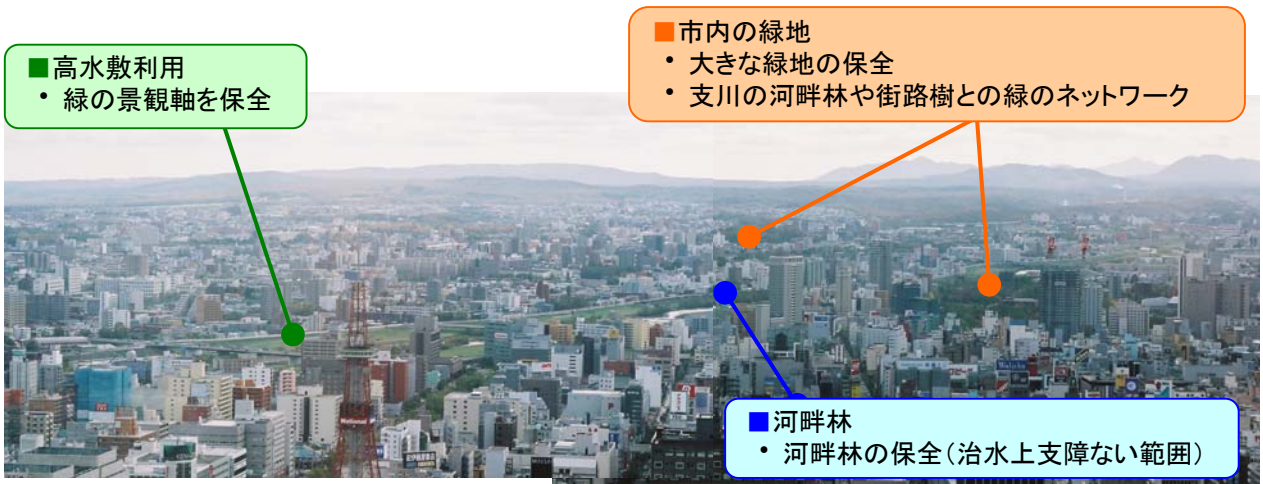 ■高水敷利用
・ 緑の景観軸を保全
■市内の緑地
・ 大きな緑地の保全
・ 支川の河畔林や街路樹との緑のネットワーク
■河畔林
・ 河畔林の保全（治水上支障ない範囲）
National